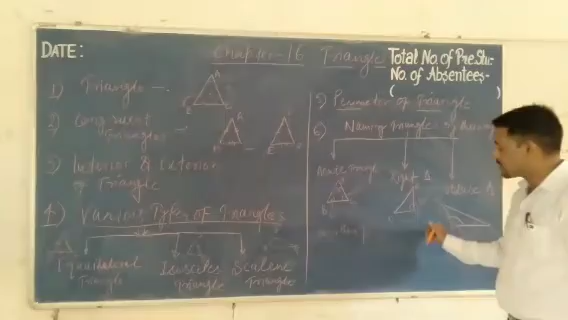 DATE:
Chapter-16 Triangle
Total No. of Pre.Stu
No. of Absentees-
( )
1) Triangle -
2) Congruent
Triangles -
3) Interior & Exterior
of Triangle
4) Various Types of Triangles
Equilateral
Triangle
Isosceles
Triangle
Scalene
Triangle
5) Perimeter of Triangle
6) Naming Triangles by
Acute Triangle
Right Δ
Obtuse Δ